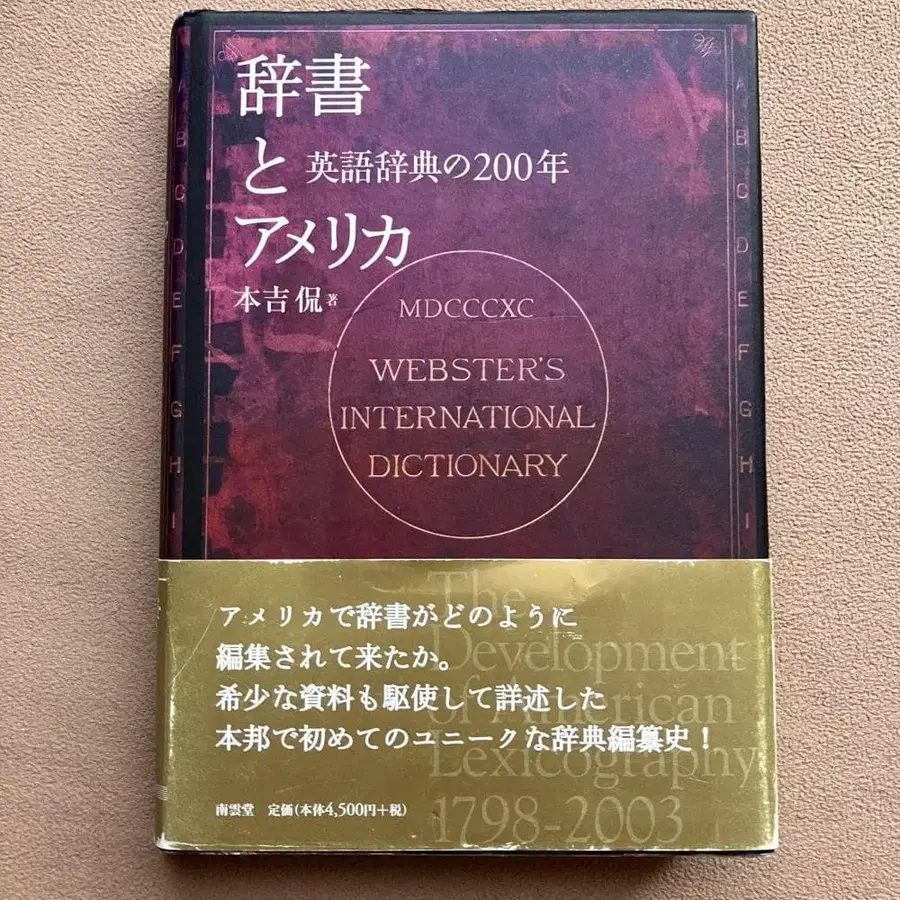 辞書
と
アメリカ
英語辞典の200年
本吉 侃 著
MDCCCXC
WEBSTER'S
INTERNATIONAL
DICTIONARY
A
B
C
D
E
F
G
H
I
A
B
C
D
E
F
G
H
I
アメリカで辞書がどのように
編集されて来たか。
希少な資料も駆使して詳述した
本邦で初めてのユニークな辞典編纂史!
The
Development
of American
Lexicography
1798-2003
南雲堂 定価(本体4,500円+税)